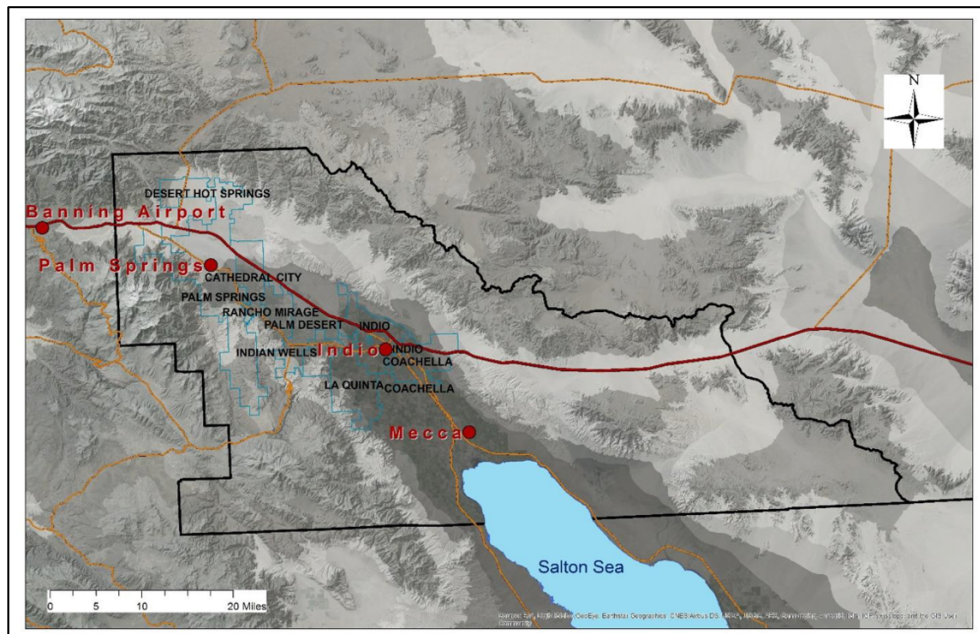 N
DESERT HOT SPRINGS
Banning Airport
Palm Springs
CATHEDRAL CITY
PALM SPRINGS
RANCHO MIRAGE
PALM DESERT INDIO
INDIAN WELLS Indio INDIO
COACHELLA
LA QUINTA COACHELLA
Mecca
Salton Sea
0 5 10 20 Miles